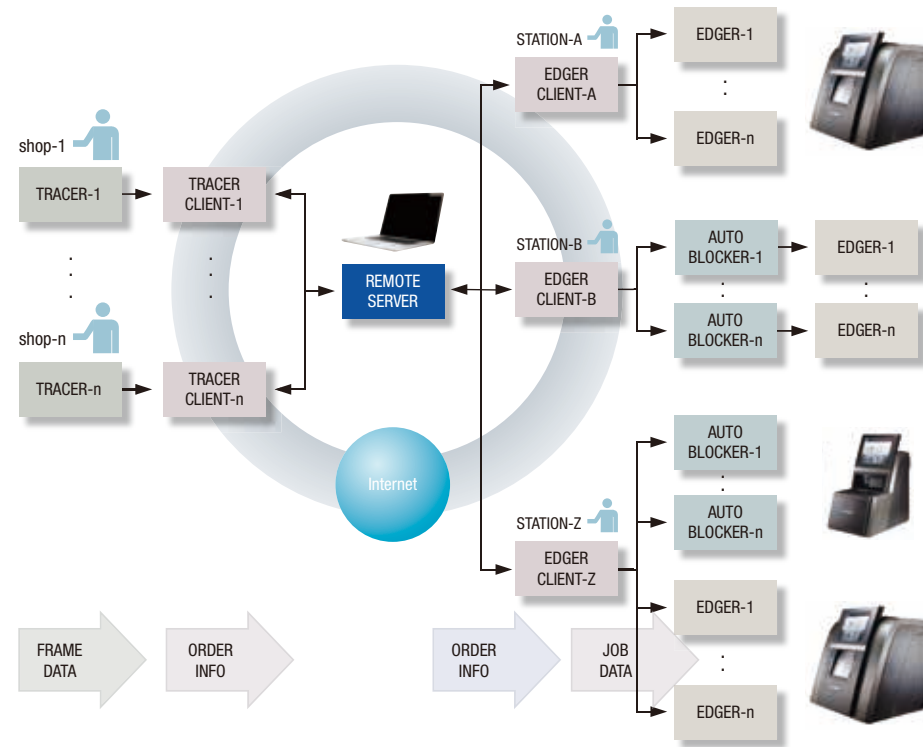 STATION-A
EDGER
CLIENT-A
EDGER-1
:
EDGER-n
shop-1
TRACER-1
TRACER
CLIENT-1
.
.
.
.
.
.
shop-n
TRACER-n
TRACER
CLIENT-n
REMOTE
SERVER
STATION-B
EDGER
CLIENT-B
AUTO
BLOCKER-1
EDGER-1
:
:
AUTO
BLOCKER-n
EDGER-n
Internet
STATION-Z
EDGER
CLIENT-Z
AUTO
BLOCKER-1
:
AUTO
BLOCKER-n
EDGER-1
:
EDGER-n
FRAME
DATA
ORDER
INFO
ORDER
INFO
JOB
DATA